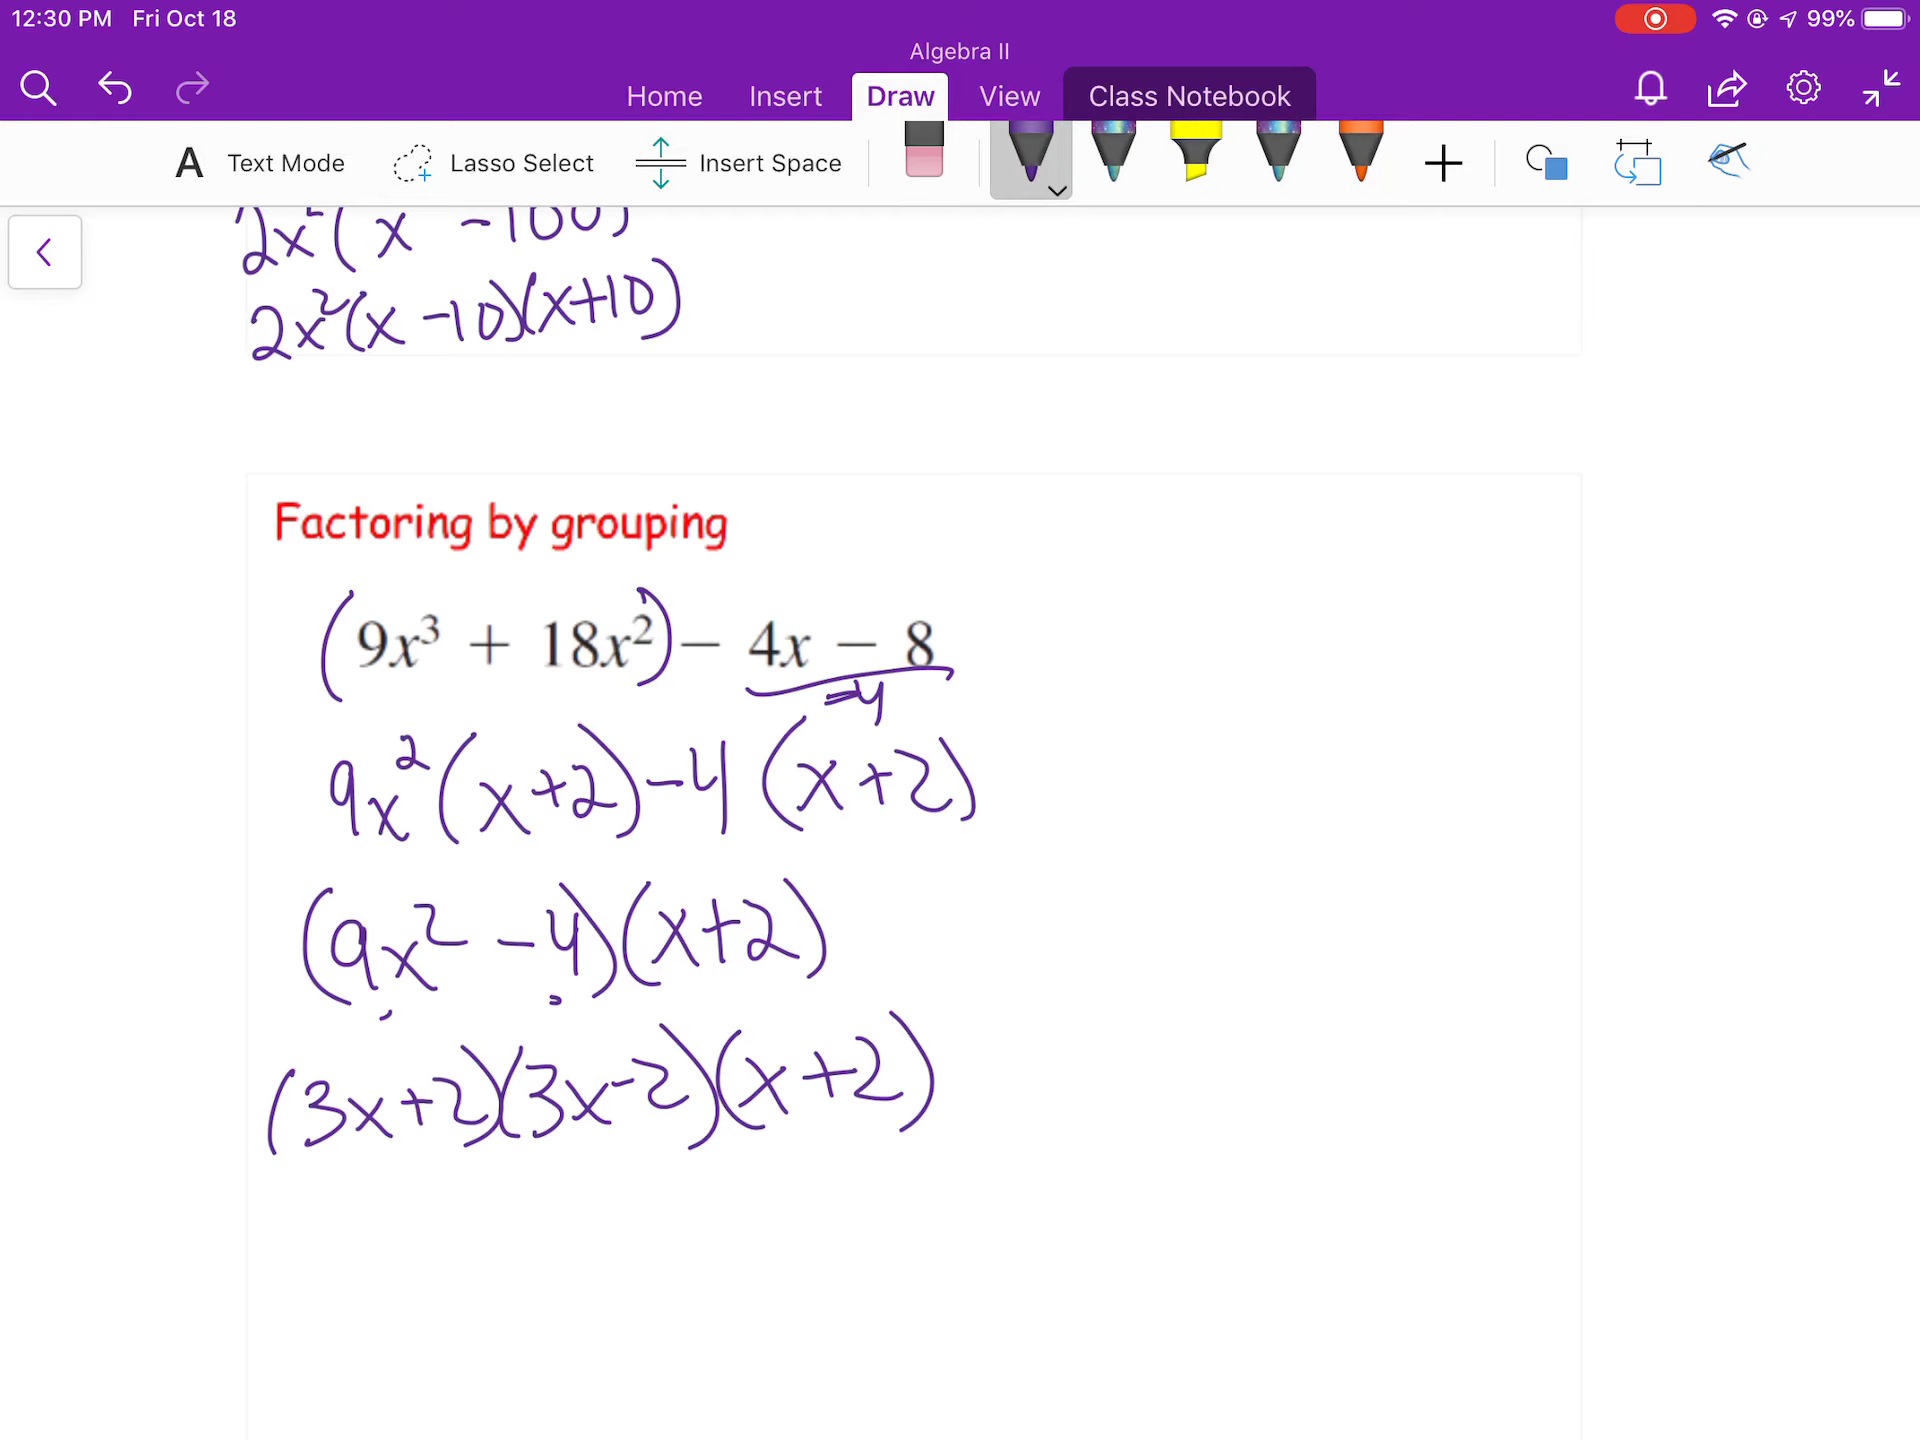 12:30 PM Fri Oct 18 99%
Algebra II
Home Insert Draw View Class Notebook
A Text Mode Lasso Select Insert Space
2x²(x -100)
2x²(x -10)(x+10)
Factoring by grouping
(9x³ + 18x²) - 4x - 8
-4
9x²(x+2)-4(x+2)
(9x² -4)(x+2)
(3x+2)(3x-2)(x+2)